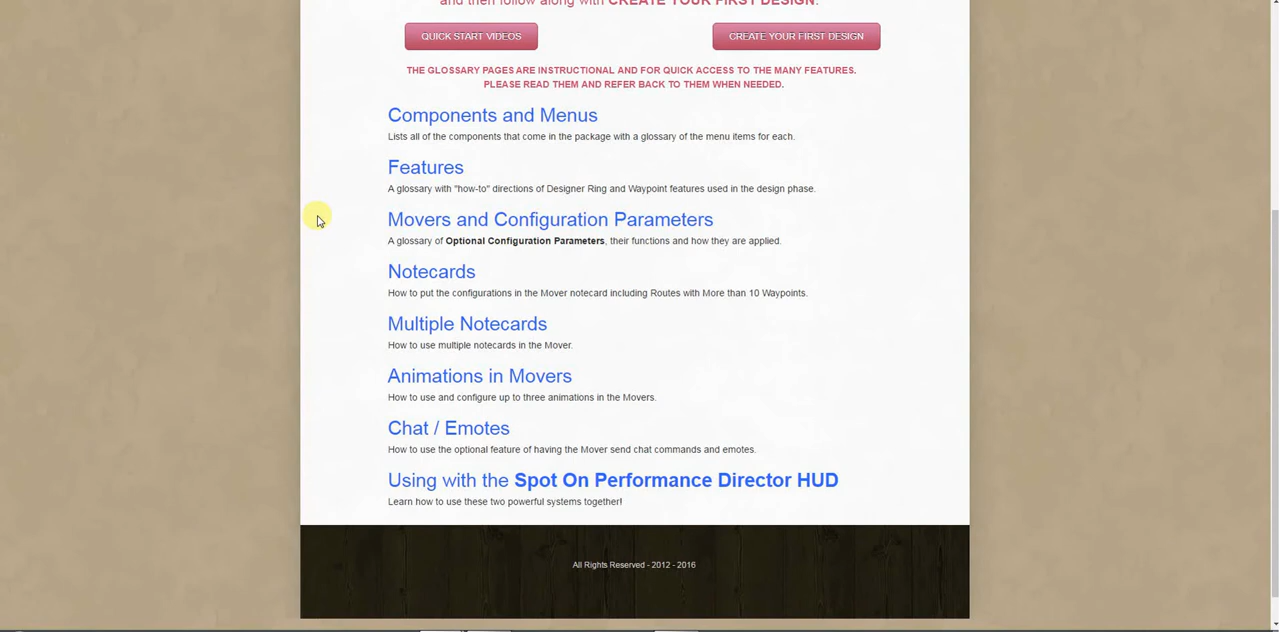 and then follow along with CREATE YOUR FIRST DESIGN.
QUICK START VIDEOS
CREATE YOUR FIRST DESIGN
THE GLOSSARY PAGES ARE INSTRUCTIONAL AND FOR QUICK ACCESS TO THE MANY FEATURES.
PLEASE READ THEM AND REFER BACK TO THEM WHEN NEEDED.
Components and Menus
Lists all of the components that come in the package with a glossary of the menu items for each.
Features
A glossary with "how-to" directions of Designer Ring and Waypoint features used in the design phase.
Movers and Configuration Parameters
A glossary of Optional Configuration Parameters, their functions and how they are applied.
Notecards
How to put the configurations in the Mover notecard including Routes with More than 10 Waypoints.
Multiple Notecards
How to use multiple notecards in the Mover.
Animations in Movers
How to use and configure up to three animations in the Movers.
Chat / Emotes
How to use the optional feature of having the Mover send chat commands and emotes.
Using with the Spot On Performance Director HUD
Learn how to use these two powerful systems together!
All Rights Reserved - 2012 - 2016